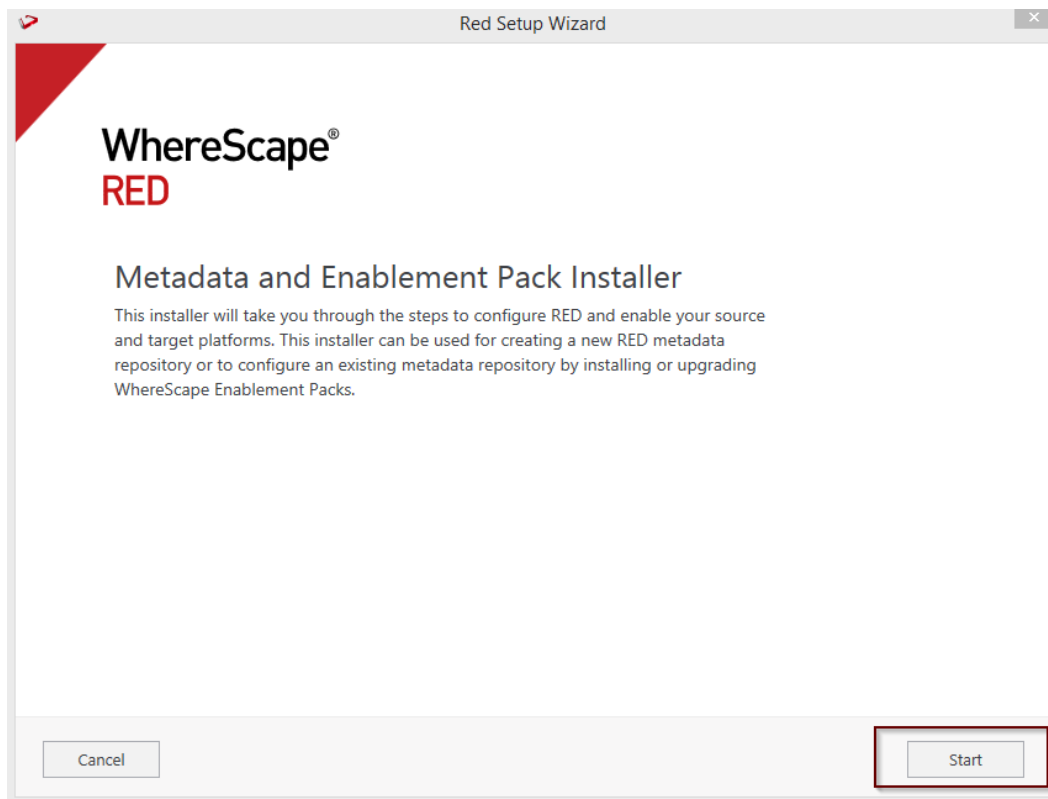 Red Setup Wizard
WhereScape®
RED
Metadata and Enablement Pack Installer
This installer will take you through the steps to configure RED and enable your source
and target platforms. This installer can be used for creating a new RED metadata
repository or to configure an existing metadata repository by installing or upgrading
WhereScape Enablement Packs.
Cancel
Start